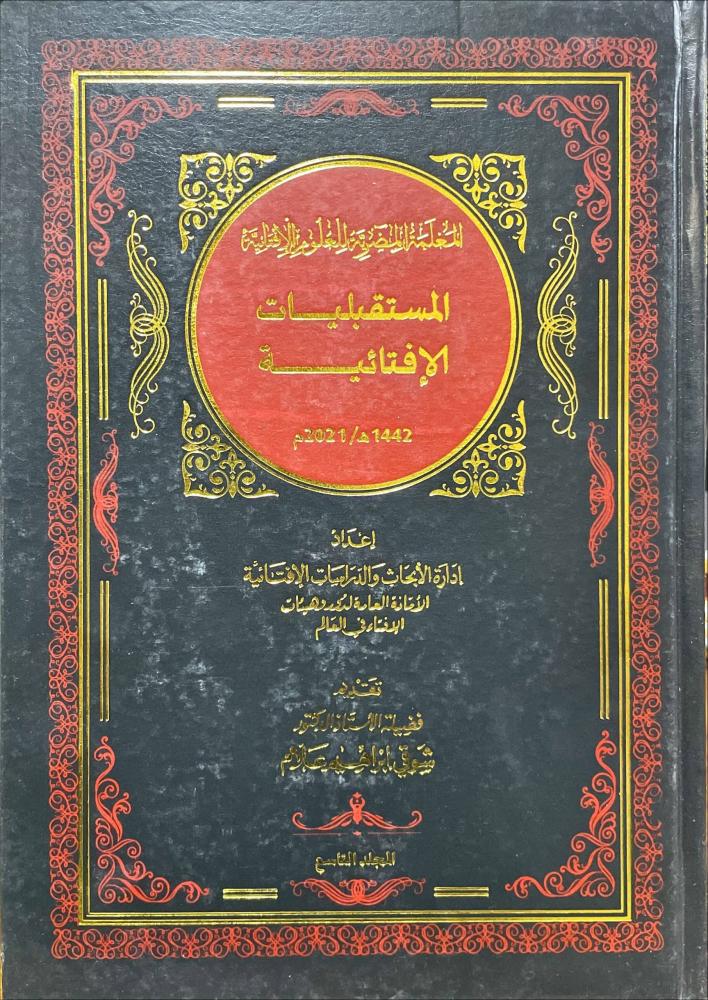 المعلمة المصرية للعلوم الإفتائية
المستقبليات
الإفتائية
1442ھ/2021م
إعداد
إدارة الأبحاث والدراسات الإفتائية
الأمانة العامة لدور وهيئات
الإفتاء في العالم
تقديم
فضيلة الأستاذ الدكتور
شوقي إبراهيم علام
المجلد التاسع